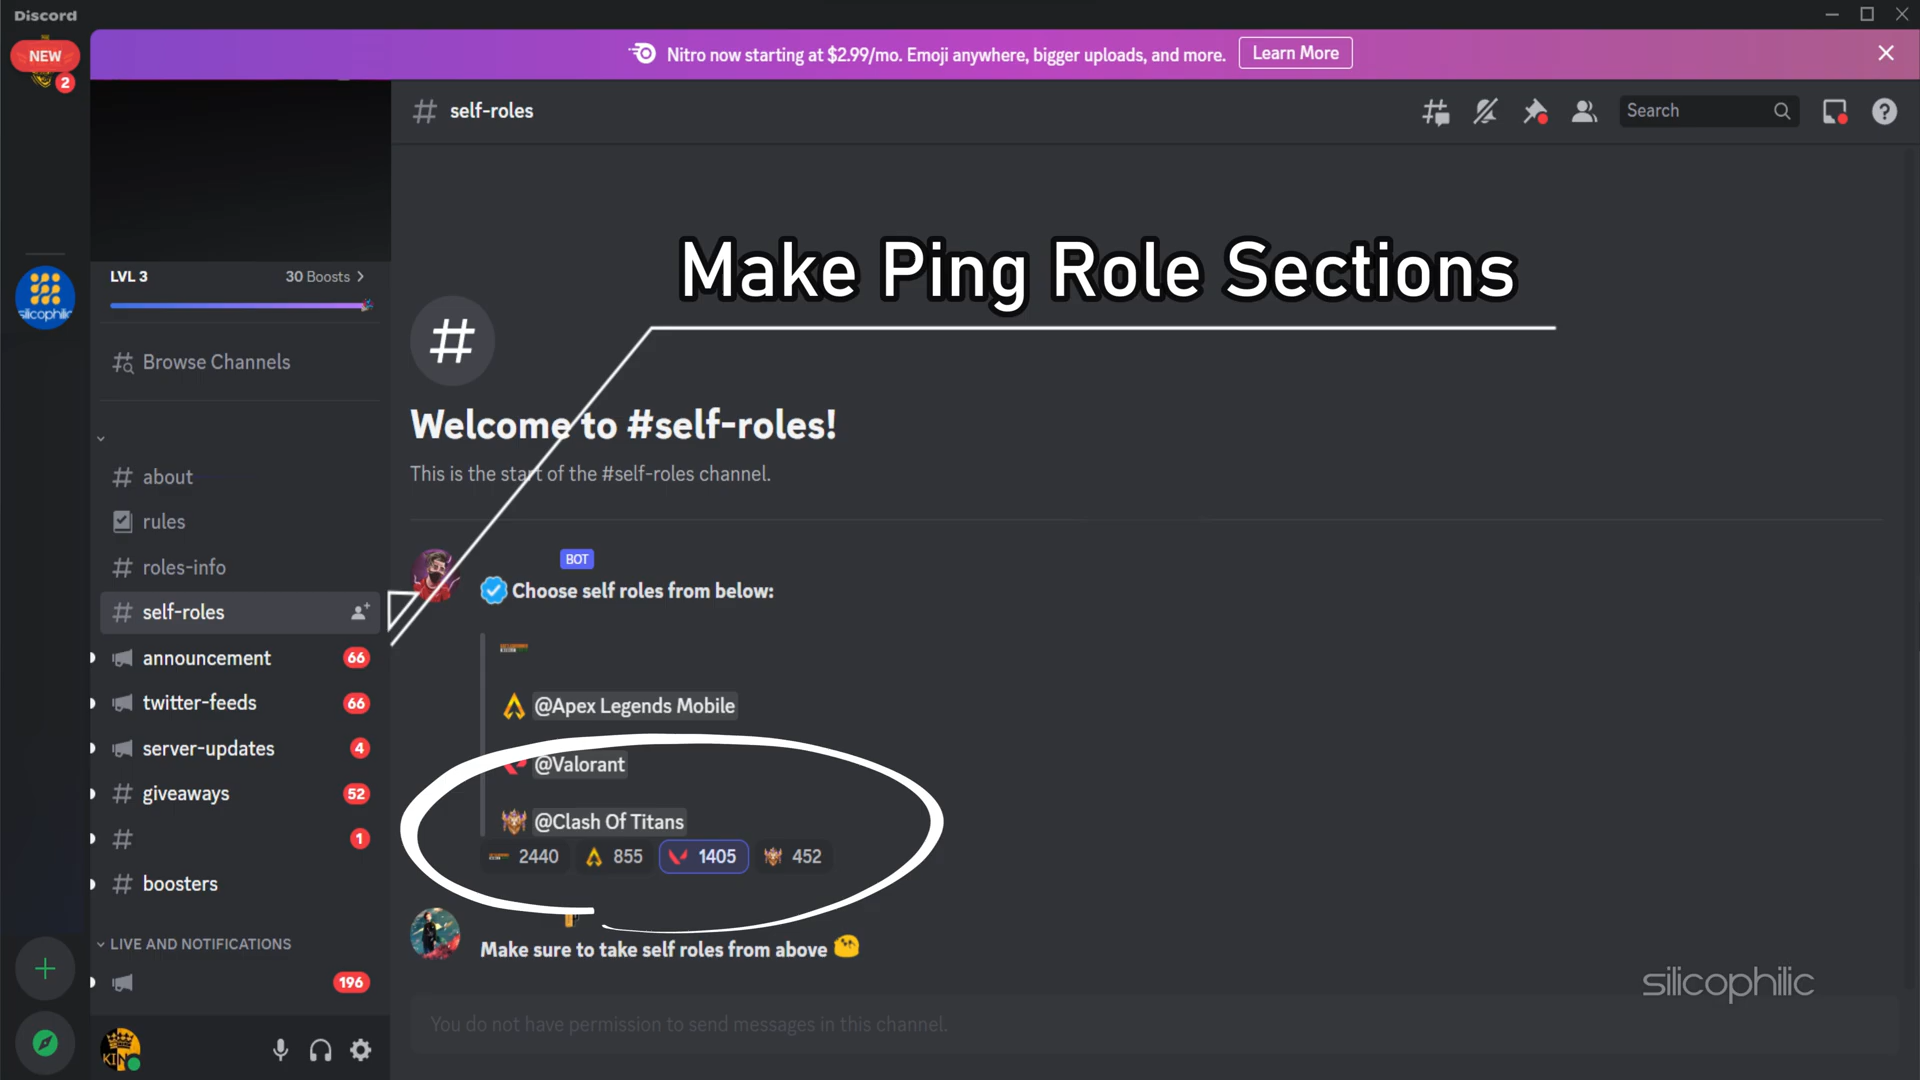 Discord
NEW
2
Nitro now starting at $2.99/mo. Emoji anywhere, bigger uploads, and more.
Learn More
self-roles
Search
LVL 3
30 Boosts
silicophilic
Browse Channels
about
rules
roles-info
self-roles
announcement
66
twitter-feeds
66
server-updates
4
giveaways
52
1
boosters
LIVE AND NOTIFICATIONS
196
KING
Make Ping Role Sections
Welcome to #self-roles!
This is the start of the #self-roles channel.
BOT
Choose self roles from below:
@Apex Legends Mobile
@Valorant
@Clash Of Titans
2440
855
1405
452
Make sure to take self roles from above
You do not have permission to send messages in this channel.
silicophilic